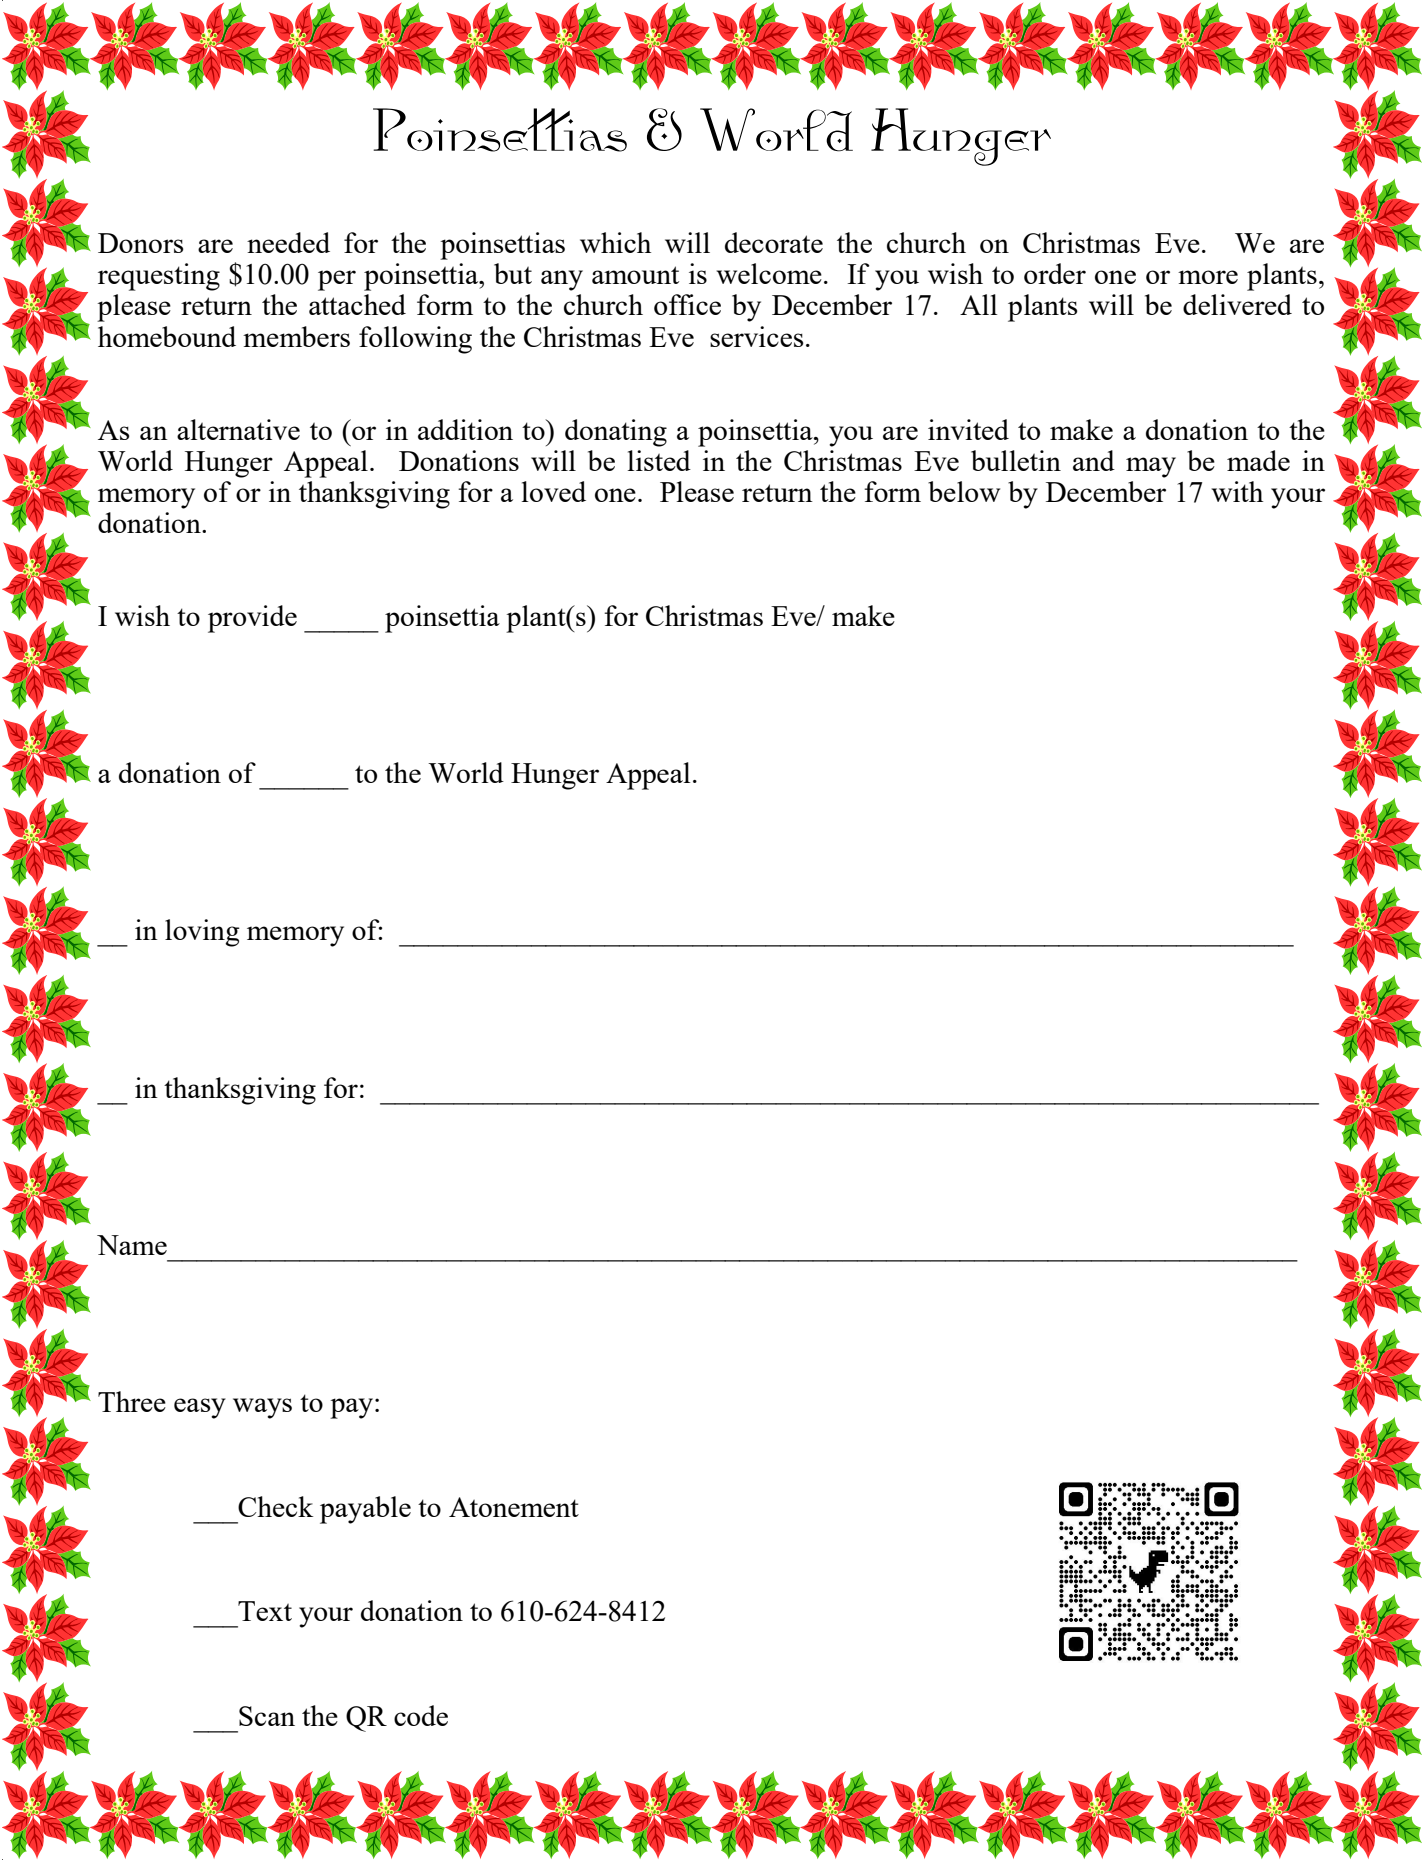 Poinsettias & World Hunger
Donors are needed for the poinsettias which will decorate the church on Christmas Eve.  We are
requesting $10.00 per poinsettia, but any amount is welcome.  If you wish to order one or more plants,
please return the attached form to the church office by December 17.  All plants will be delivered to
homebound members following the Christmas Eve  services.
As an alternative to (or in addition to) donating a poinsettia, you are invited to make a donation to the
World Hunger Appeal.  Donations will be listed in the Christmas Eve bulletin and may be made in
memory of or in thanksgiving for a loved one.  Please return the form below by December 17 with your
donation.
I wish to provide _____ poinsettia plant(s) for Christmas Eve/ make
a donation of ______ to the World Hunger Appeal.
__ in loving memory of:  _____________________________________________________________
__ in thanksgiving for:  ________________________________________________________________
Name_____________________________________________________________________________
Three easy ways to pay:
___Check payable to Atonement
___Text your donation to 610-624-8412
___Scan the QR code